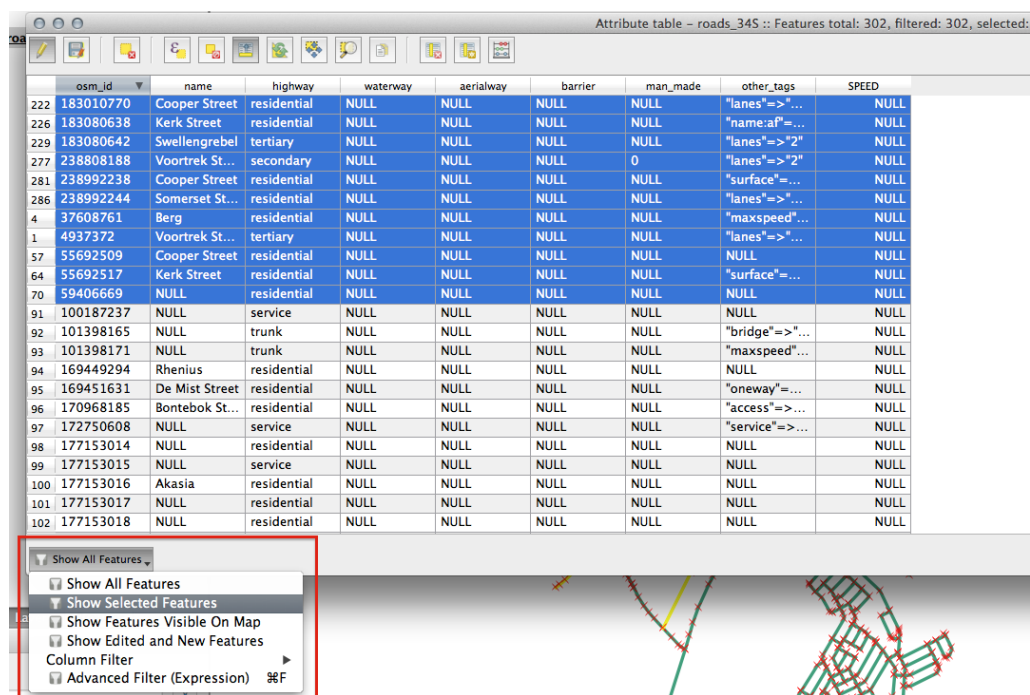 Attribute table – roads_34S :: Features total: 302, filtered: 302, selected:
roa
ε
osm_id name highway waterway aerialway barrier man_made other_tags SPEED
222 183010770 Cooper Street residential NULL NULL NULL NULL "lanes"=>"... NULL
226 183080638 Kerk Street residential NULL NULL NULL NULL "name:af"=... NULL
229 183080642 Swellengrebel tertiary NULL NULL NULL NULL "lanes"=>"2" NULL
277 238808188 Voortrek St... secondary NULL NULL NULL 0 "lanes"=>"2" NULL
281 238992238 Cooper Street residential NULL NULL NULL NULL "surface"=... NULL
286 238992244 Somerset St... residential NULL NULL NULL NULL "lanes"=>"... NULL
4 37608761 Berg residential NULL NULL NULL NULL "maxspeed"... NULL
1 4937372 Voortrek St... tertiary NULL NULL NULL NULL "lanes"=>"... NULL
57 55692509 Cooper Street residential NULL NULL NULL NULL NULL NULL
64 55692517 Kerk Street residential NULL NULL NULL NULL "surface"=... NULL
70 59406669 NULL residential NULL NULL NULL NULL NULL NULL
91 100187237 NULL service NULL NULL NULL NULL NULL NULL
92 101398165 NULL trunk NULL NULL NULL NULL "bridge"=>"... NULL
93 101398171 NULL trunk NULL NULL NULL NULL "maxspeed"... NULL
94 169449294 Rhenius residential NULL NULL NULL NULL NULL NULL
95 169451631 De Mist Street residential NULL NULL NULL NULL "oneway"=... NULL
96 170968185 Bontebok St... residential NULL NULL NULL NULL "access"=>... NULL
97 172750608 NULL service NULL NULL NULL NULL "service"=>... NULL
98 177153014 NULL residential NULL NULL NULL NULL NULL NULL
99 177153015 NULL service NULL NULL NULL NULL NULL NULL
100 177153016 Akasia residential NULL NULL NULL NULL NULL NULL
101 177153017 NULL residential NULL NULL NULL NULL NULL NULL
102 177153018 NULL residential NULL NULL NULL NULL NULL NULL
Show All Features
Show All Features
Show Selected Features
La
Show Features Visible On Map
Show Edited and New Features
Column Filter
Advanced Filter (Expression) ⌘F